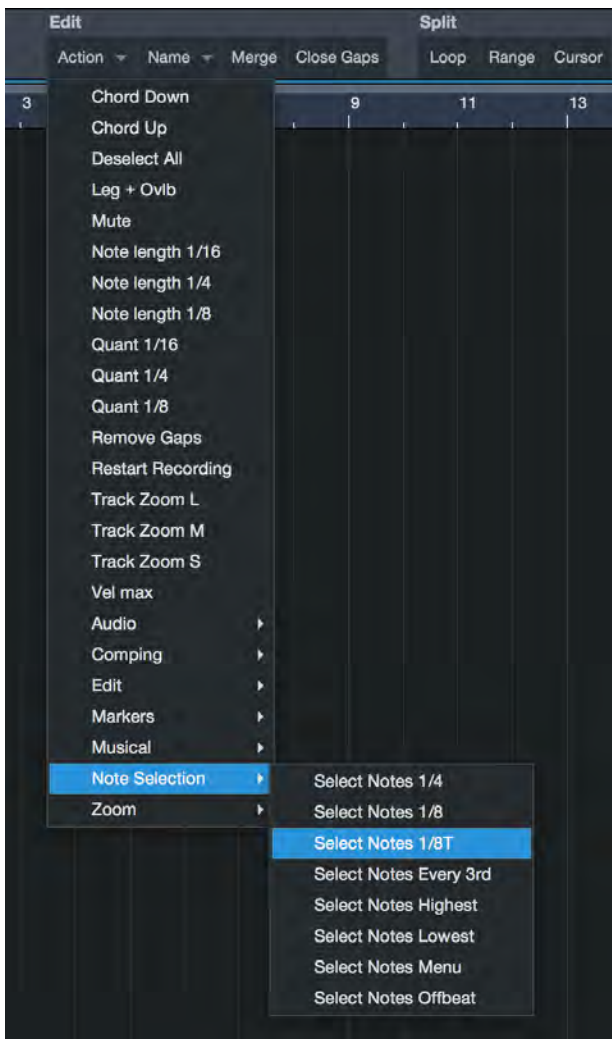 Edit Split
Action Name Merge Close Gaps Loop Range Cursor
3 9 11 13
Chord Down
Chord Up
Deselect All
Leg + Ovlb
Mute
Note length 1/16
Note length 1/4
Note length 1/8
Quant 1/16
Quant 1/4
Quant 1/8
Remove Gaps
Restart Recording
Track Zoom L
Track Zoom M
Track Zoom S
Vel max
Audio
Comping
Edit
Markers
Musical
Note Selection
Zoom
Select Notes 1/4
Select Notes 1/8
Select Notes 1/8T
Select Notes Every 3rd
Select Notes Highest
Select Notes Lowest
Select Notes Menu
Select Notes Offbeat